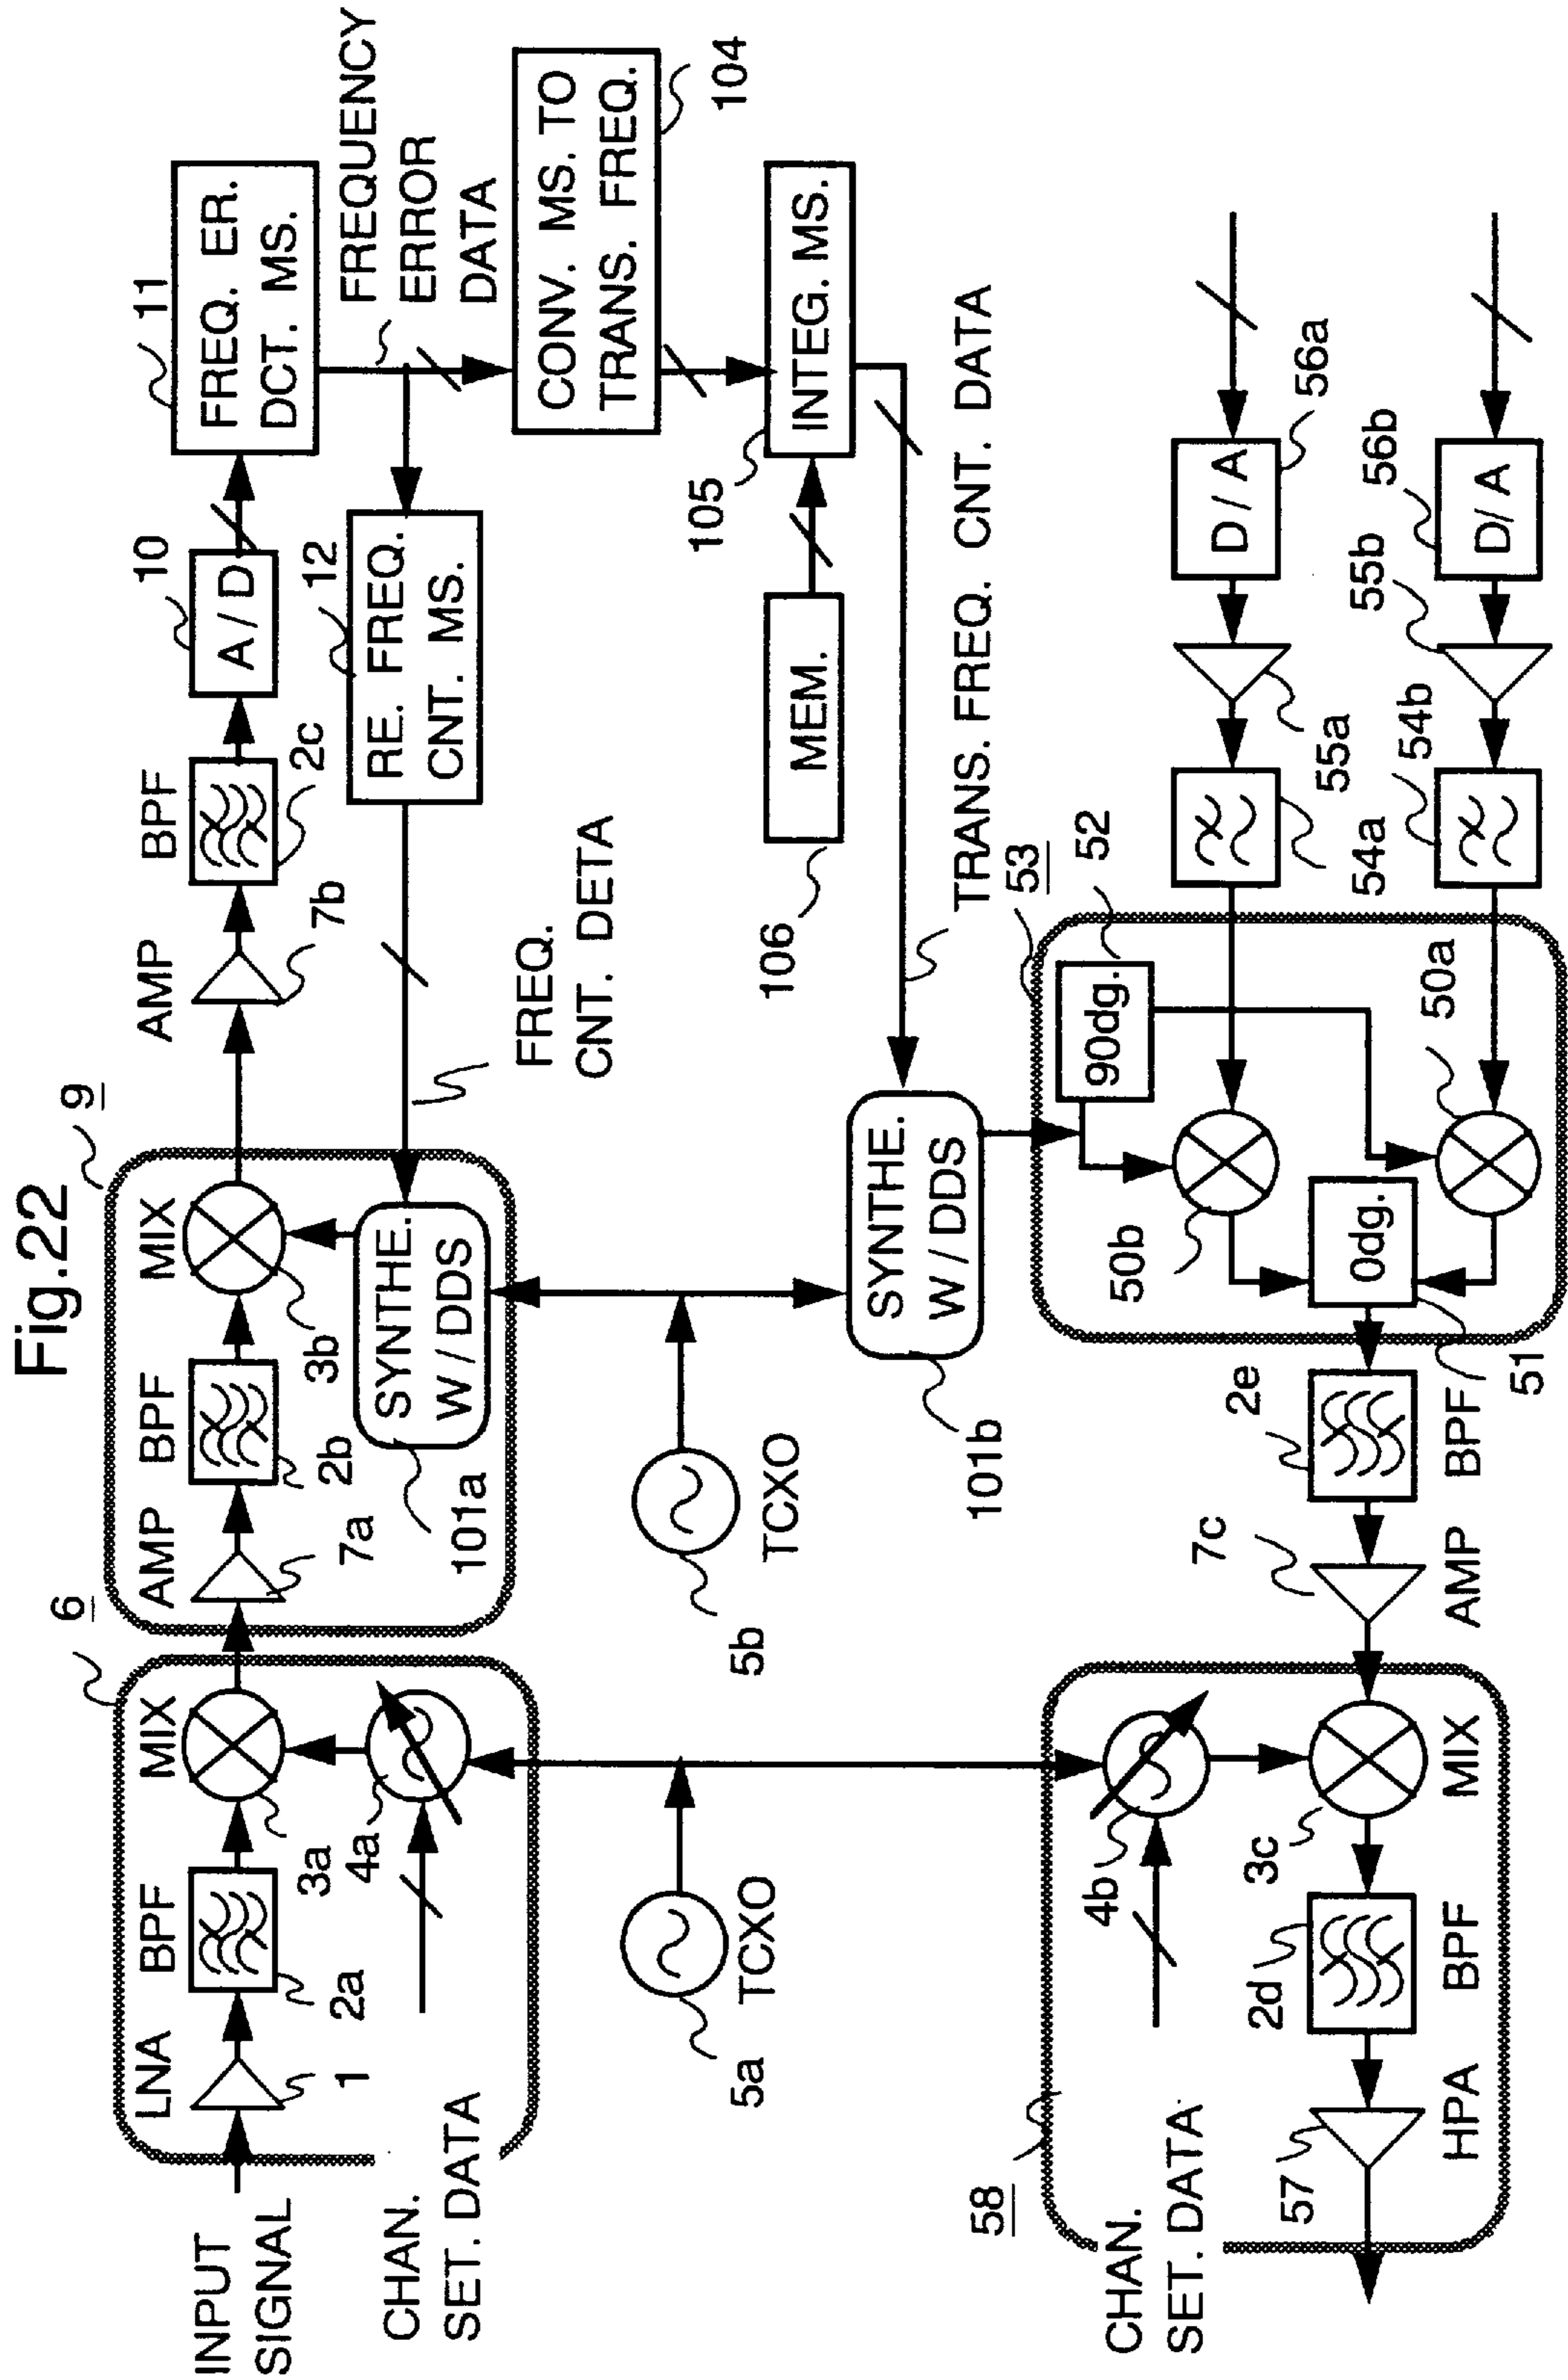 Fig.22
6
9
INPUT
SIGNAL
LNA
BPF
MIX
AMP
BPF
MIX
AMP
BPF
10
11
1
2a
3a
7a
2b
3b
7b
2c
A/D
FREQ. ER.
DCT. MS.
4a
CHAN.
SET. DATA
SYNTHE.
W/DDS
101a
FREQ.
CNT. DETA
12
RE. FREQ.
CNT. MS.
FREQUENCY
ERROR
DATA
CONV. MS. TO
TRANS. FREQ.
104
5a
TCXO
5b
TCXO
SYNTHE.
W/DDS
101b
106
MEM.
105
INTEG. MS.
TRANS. FREQ. CNT. DATA
58
CHAN.
SET. DATA
4b
53
90dg.
52
50b
0dg.
51
50a
54a
55a
D/A
56a
54b
55b
D/A
56b
57
HPA
2d
BPF
3c
MIX
7c
AMP
2e
BPF